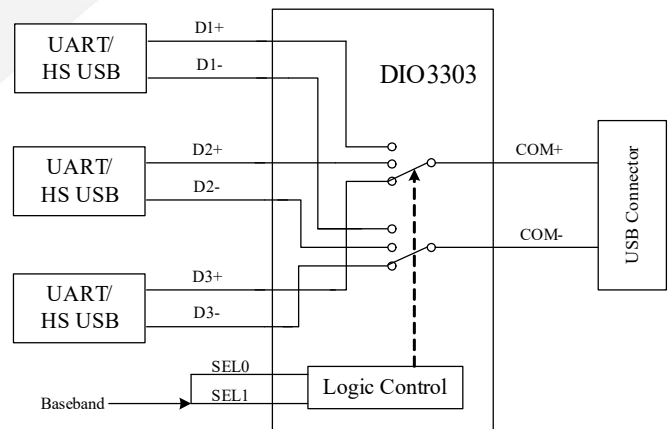 UART/
HS USB
D1+
D1-
DIO3303
UART/
HS USB
D2+
D2-
COM+
COM-
USB Connector
UART/
HS USB
D3+
D3-
SEL0
SEL1
Logic Control
Baseband